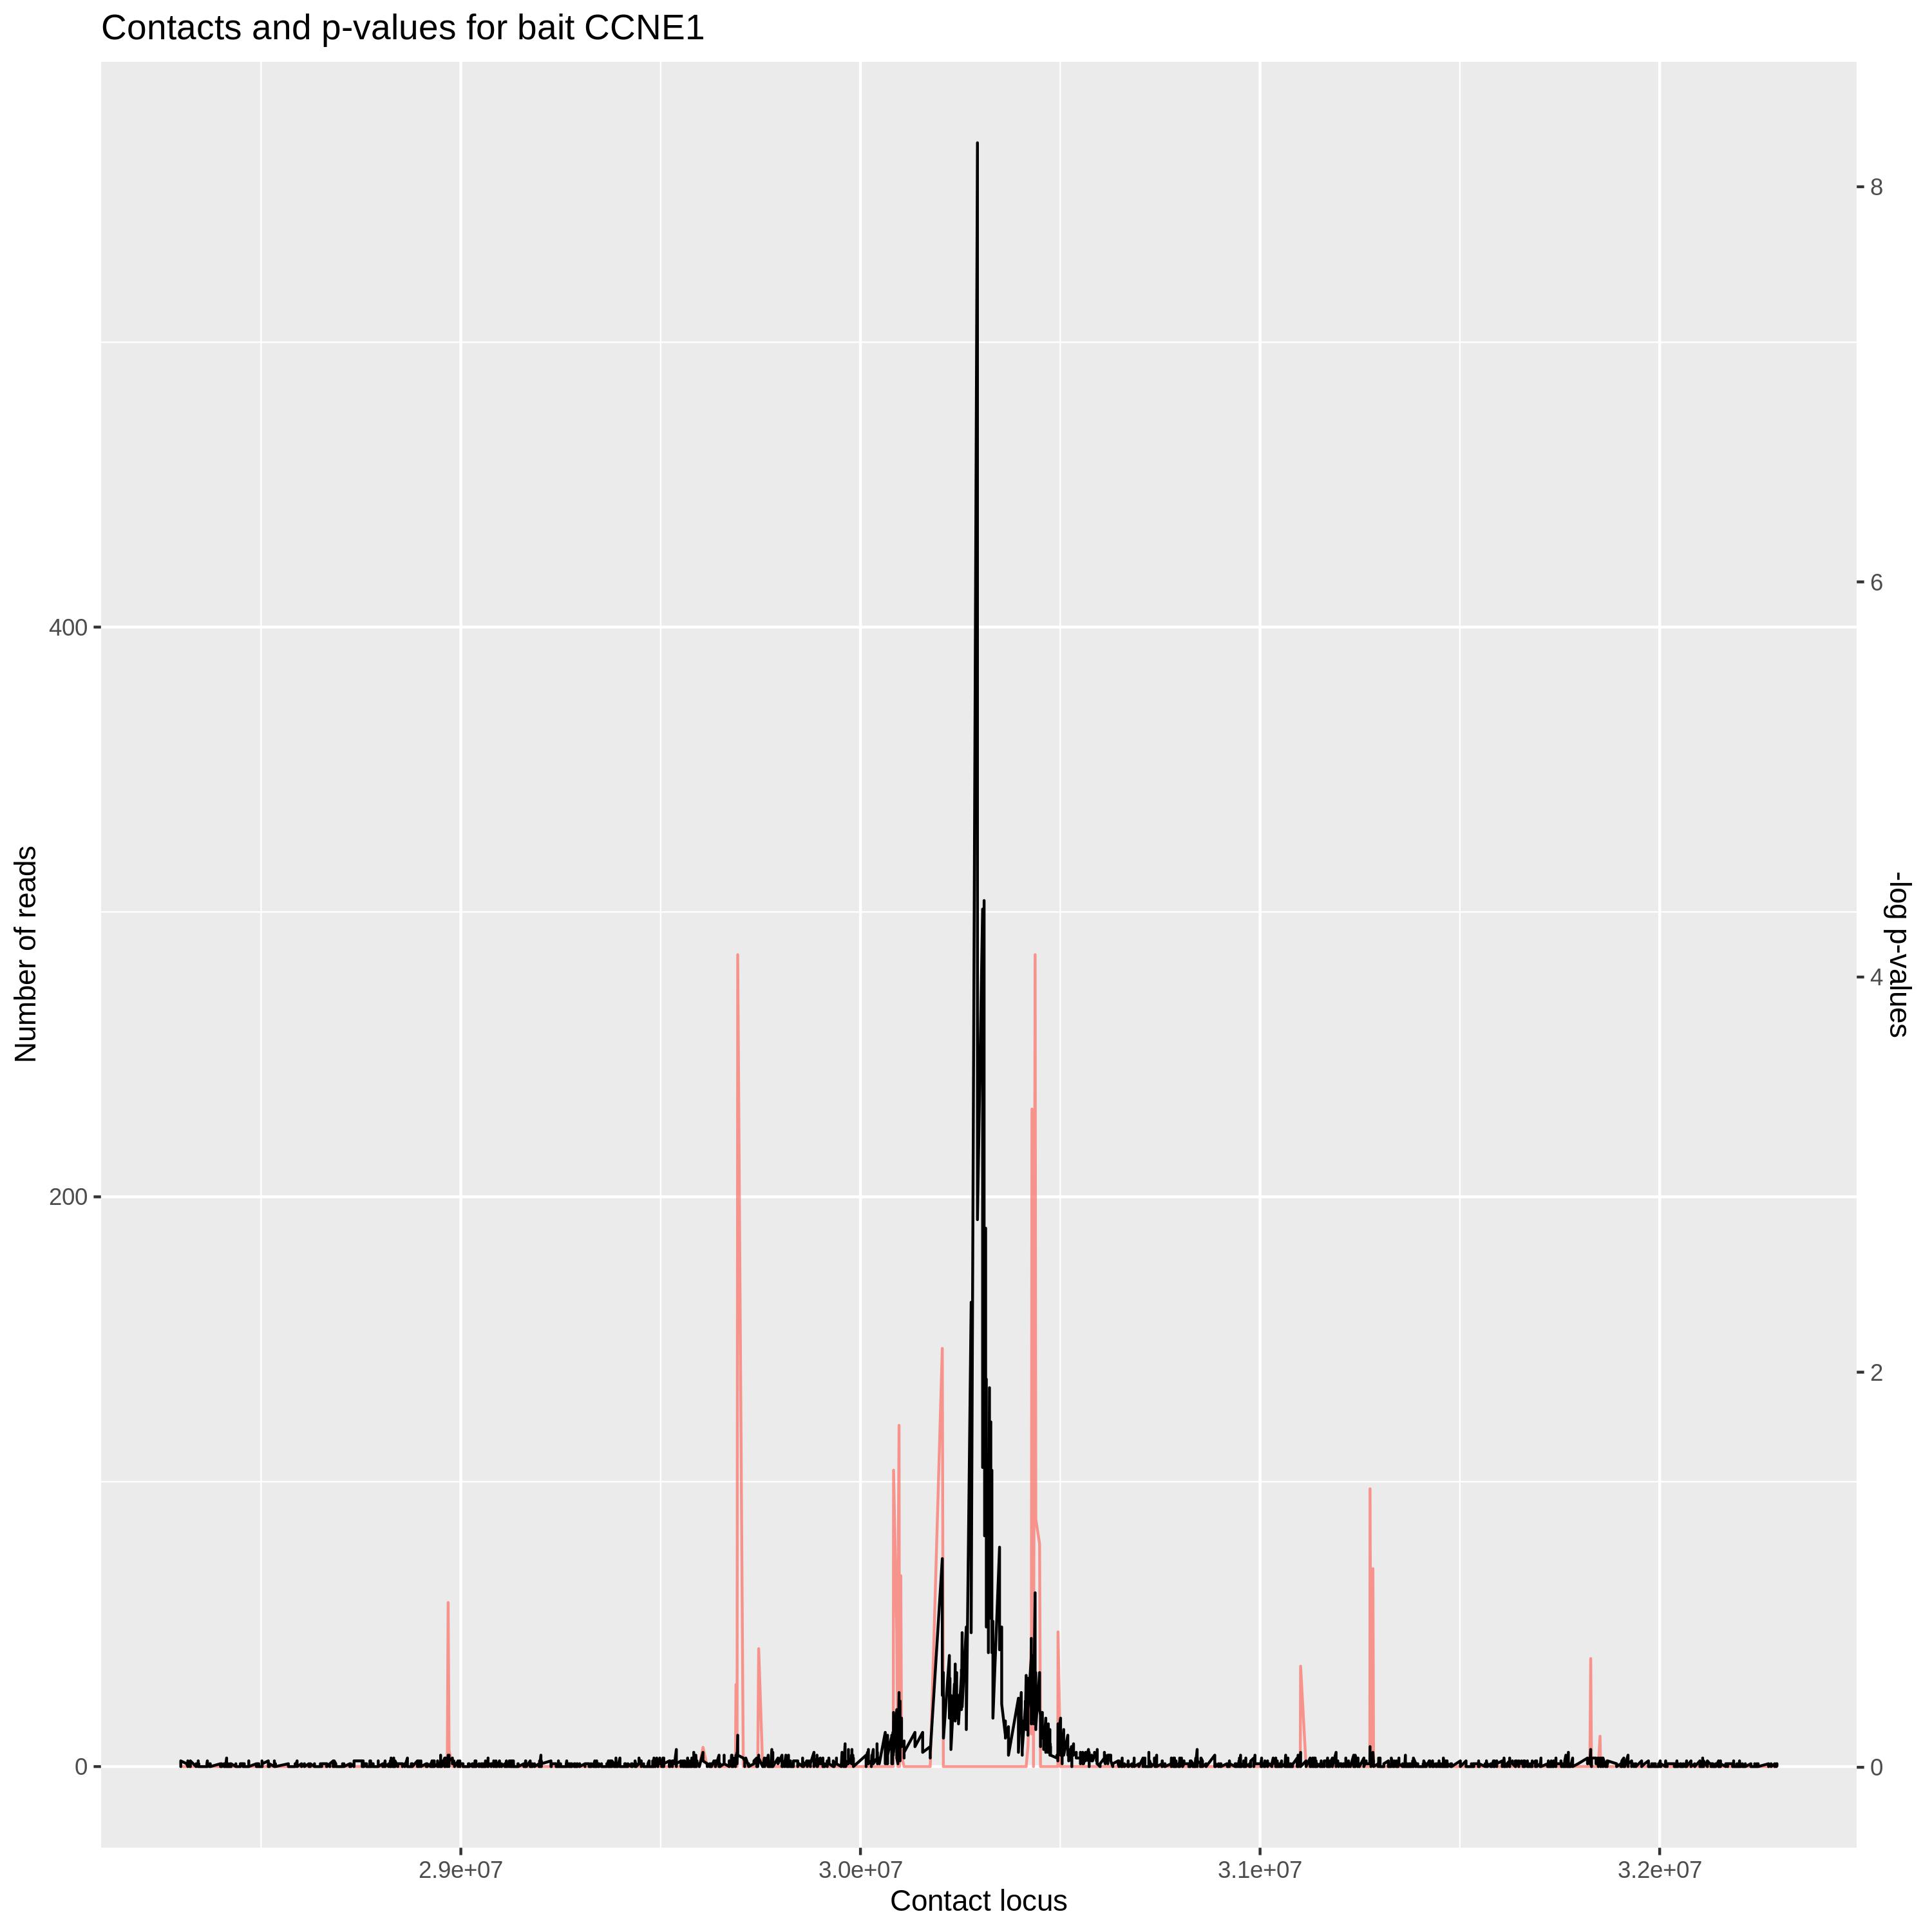 Contacts and p-values for bait CCNE1
Number of reads
400
200
0
8
6
4
2
0
-log p-values
2.9e+07
3.0e+07
3.1e+07
3.2e+07
Contact locus